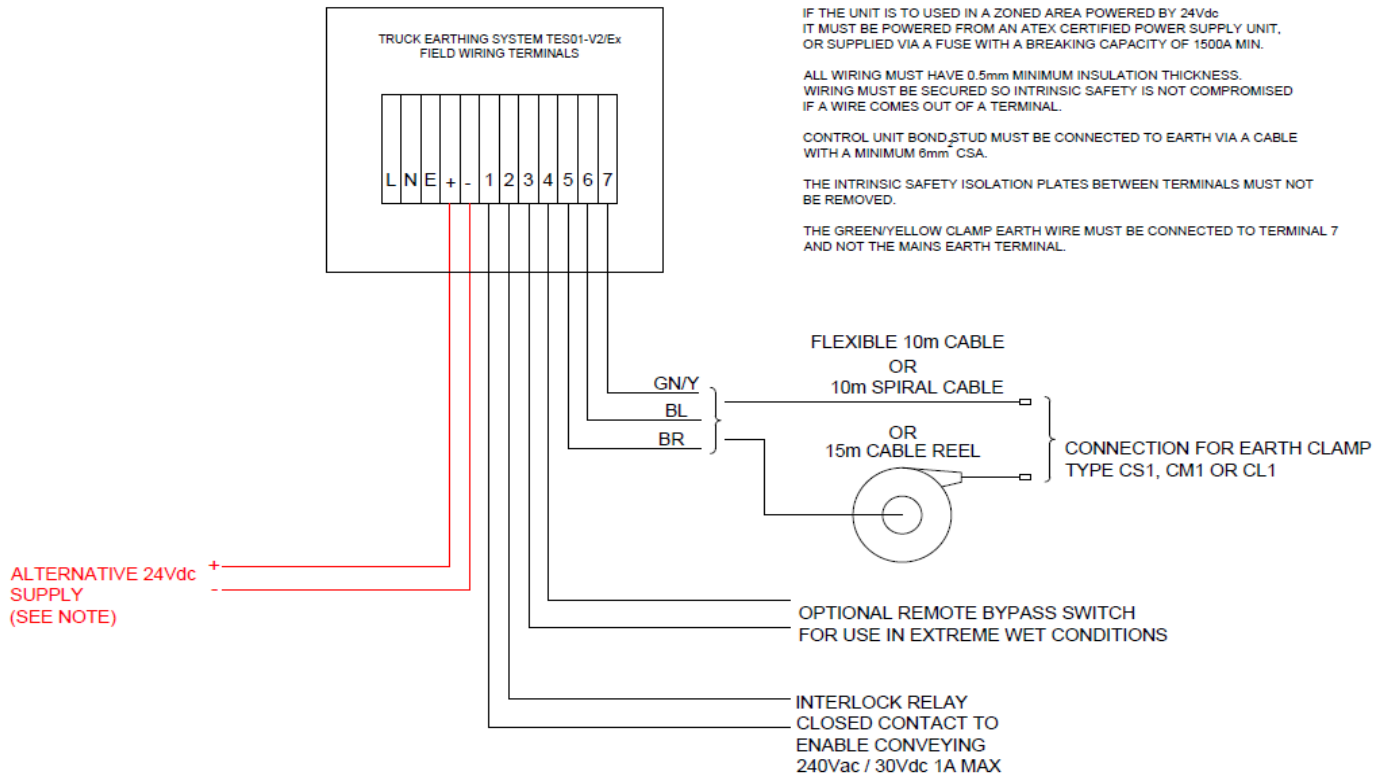 TRUCK EARTHING SYSTEM TES01-V2/Ex
FIELD WIRING TERMINALS
L N E + - 1 2 3 4 5 6 7
IF THE UNIT IS TO USED IN A ZONED AREA POWERED BY 24Vdc
IT MUST BE POWERED FROM AN ATEX CERTIFIED POWER SUPPLY UNIT,
OR SUPPLIED VIA A FUSE WITH A BREAKING CAPACITY OF 1500A MIN.
ALL WIRING MUST HAVE 0.5mm MINIMUM INSULATION THICKNESS.
WIRING MUST BE SECURED SO INTRINSIC SAFETY IS NOT COMPROMISED
IF A WIRE COMES OUT OF A TERMINAL.
CONTROL UNIT BOND STUD MUST BE CONNECTED TO EARTH VIA A CABLE
WITH A MINIMUM 6mm² CSA.
THE INTRINSIC SAFETY ISOLATION PLATES BETWEEN TERMINALS MUST NOT
BE REMOVED.
THE GREEN/YELLOW CLAMP EARTH WIRE MUST BE CONNECTED TO TERMINAL 7
AND NOT THE MAINS EARTH TERMINAL.
FLEXIBLE 10m CABLE
OR
10m SPIRAL CABLE
OR
15m CABLE REEL
GN/Y
BL
BR
CONNECTION FOR EARTH CLAMP
TYPE CS1, CM1 OR CL1
+
-
ALTERNATIVE 24Vdc
SUPPLY
(SEE NOTE)
OPTIONAL REMOTE BYPASS SWITCH
FOR USE IN EXTREME WET CONDITIONS
INTERLOCK RELAY
CLOSED CONTACT TO
ENABLE CONVEYING
240Vac / 30Vdc 1A MAX